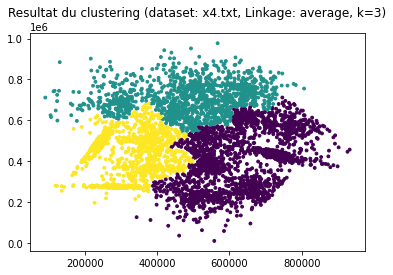 Resultat du clustering (dataset: x4.txt, Linkage: average, k=3)
1e6
1.0
0.8
0.6
0.4
0.2
0.0
200000 400000 600000 800000